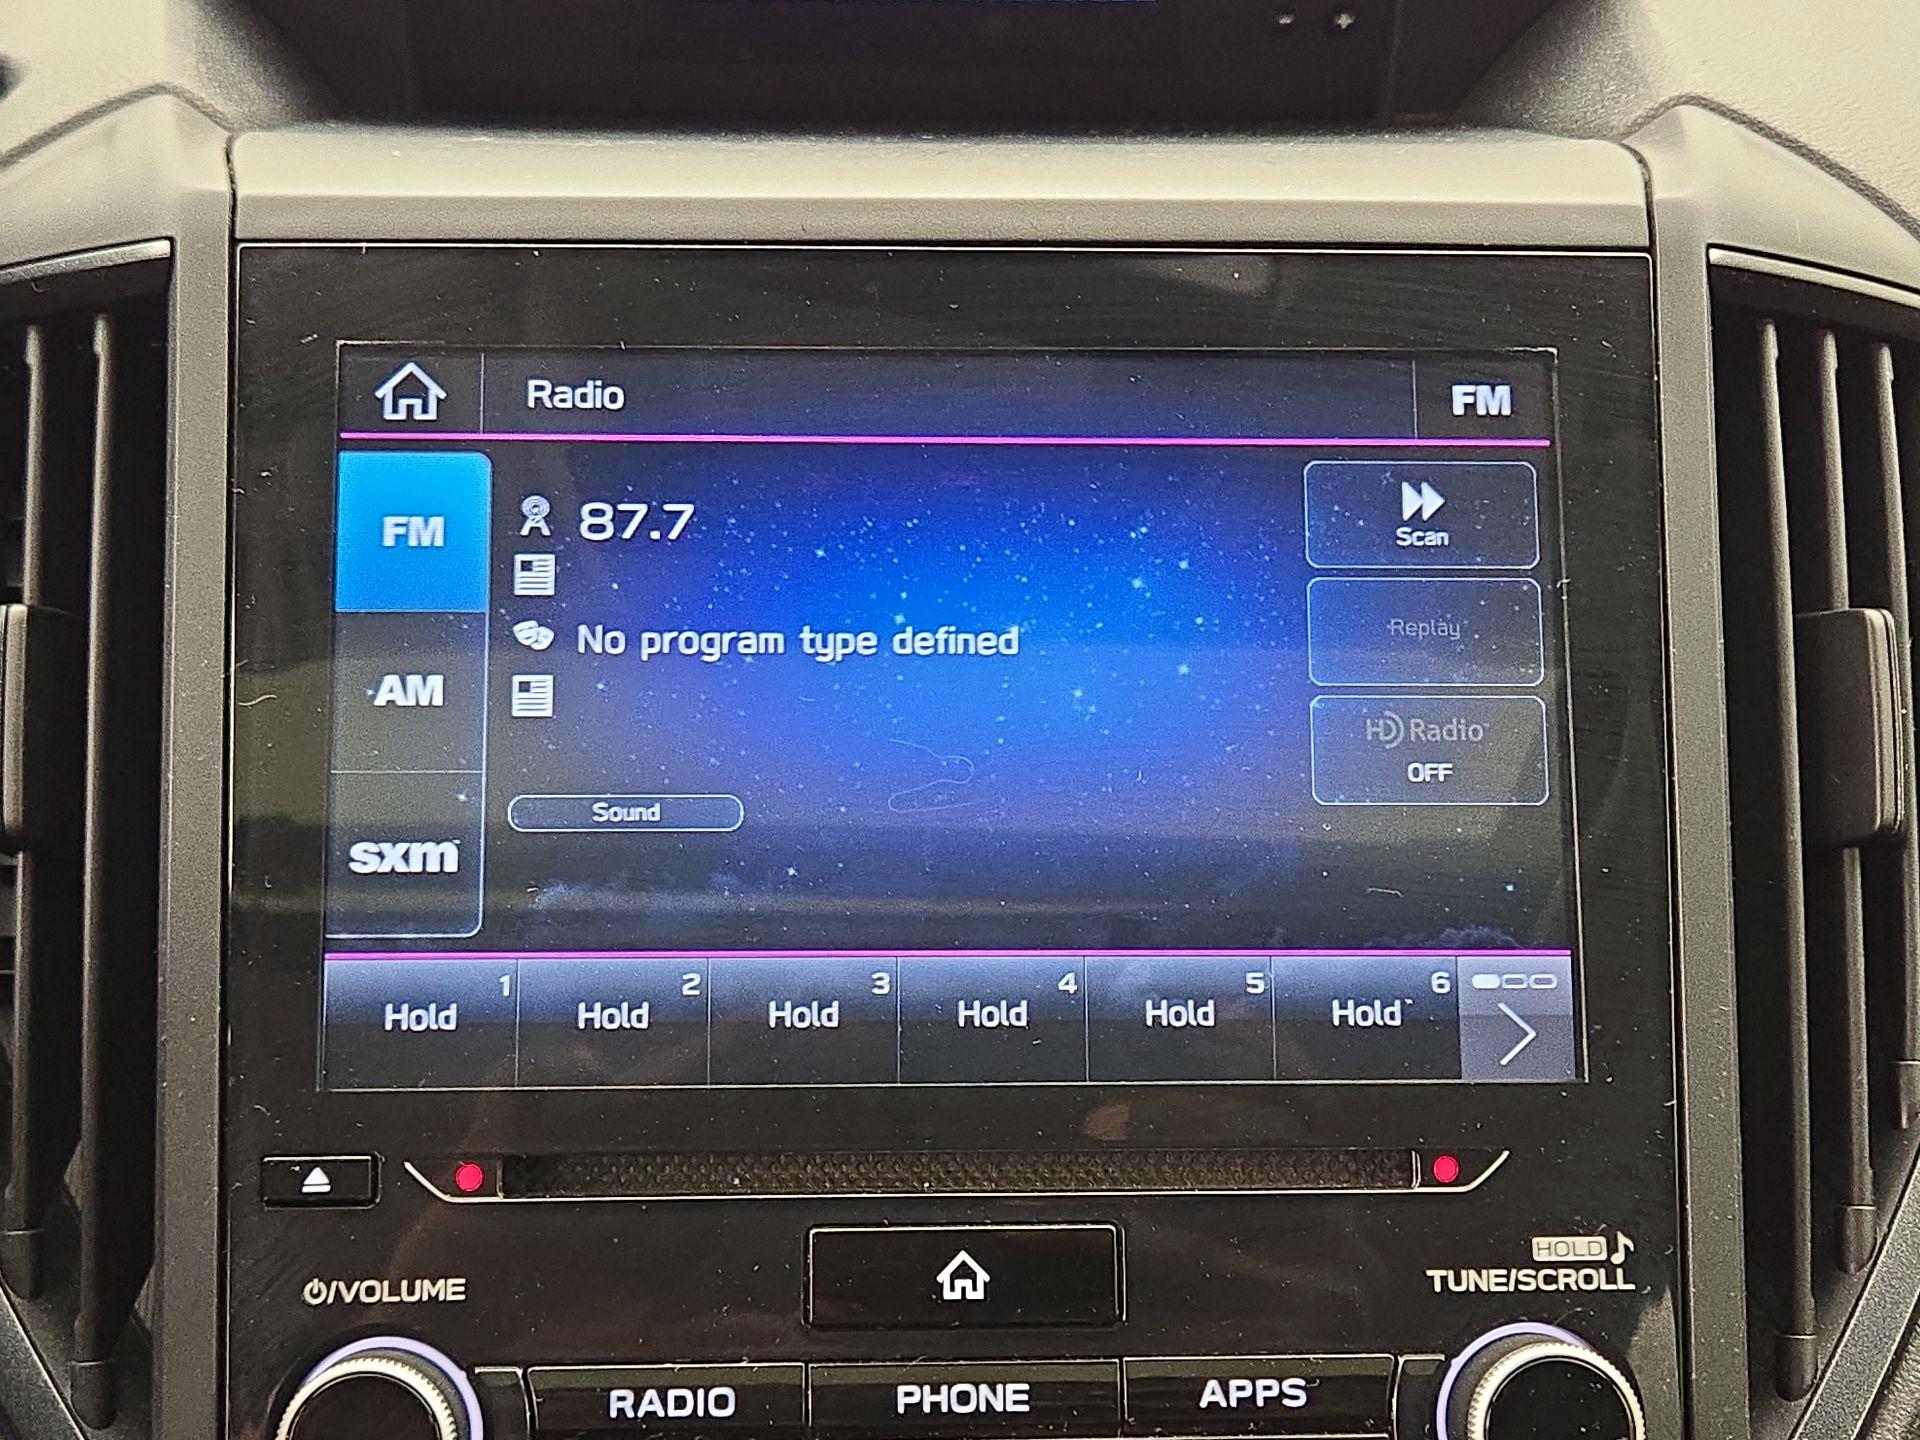 Radio
FM
FM
87.7
Scan
No program type defined
Replay
AM
HD Radio
OFF
Sound
sxm
1 2 3 4 5 6
Hold Hold Hold Hold Hold Hold
HOLD
/VOLUME
TUNE/SCROLL
RADIO PHONE APPS